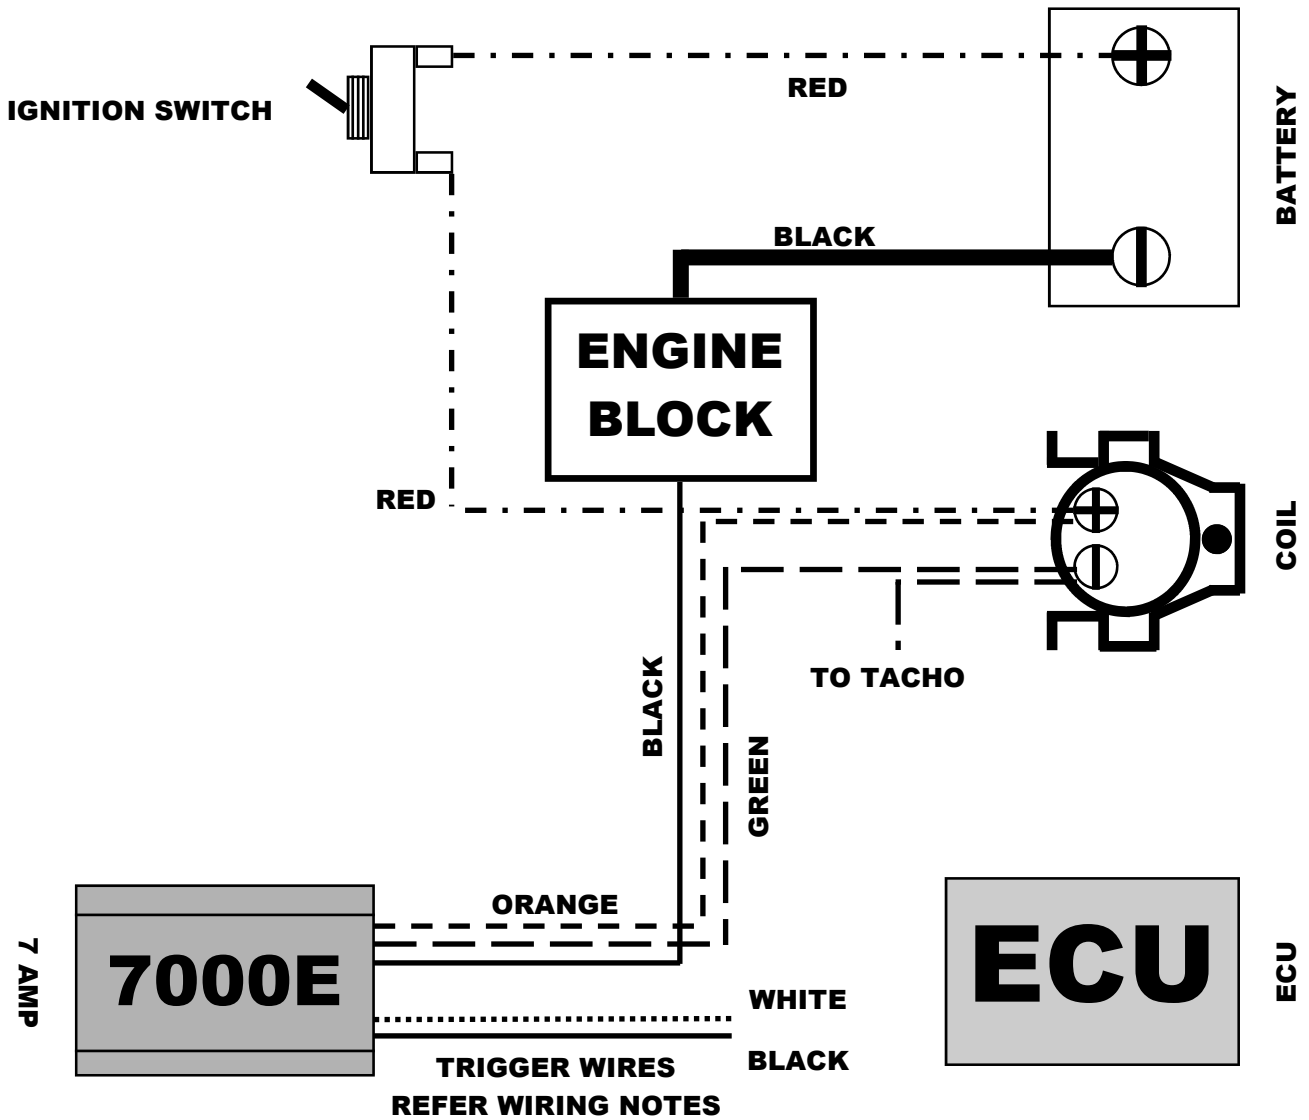 RED
IGNITION SWITCH
BATTERY
BLACK
ENGINE
BLOCK
RED
COIL
TO TACHO
BLACK
GREEN
ORANGE
7 AMP
7000E
ECU
ECU
WHITE
BLACK
TRIGGER WIRES
REFER WIRING NOTES